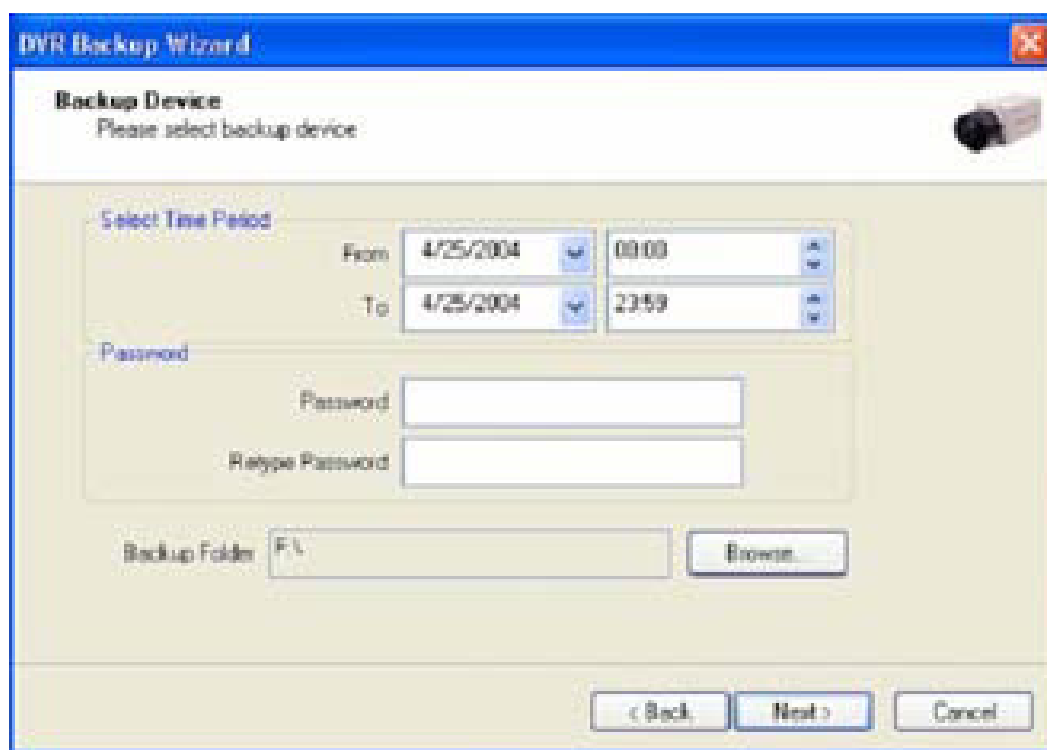 DVR Backup Wizard
Backup Device
Please select backup device
Select Time Period
From 4/25/2004 00:00
To 4/25/2004 23:59
Password
Password
Retype Password
Backup Folder F:\ Browse...
< Back Next > Cancel